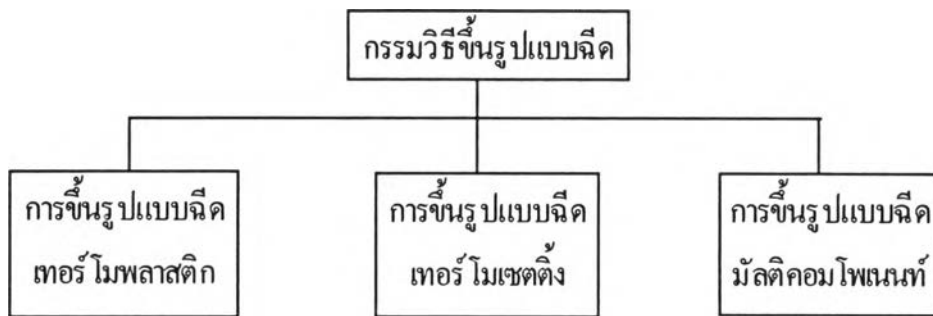 กรรมวิธีขึ้นรูปแบบฉีด
การขึ้นรูปแบบฉีด
เทอร์โมพลาสติก
การขึ้นรูปแบบฉีด
เทอร์โมเซตติ้ง
การขึ้นรูปแบบฉีด
มัลติคอมโพเนนท์